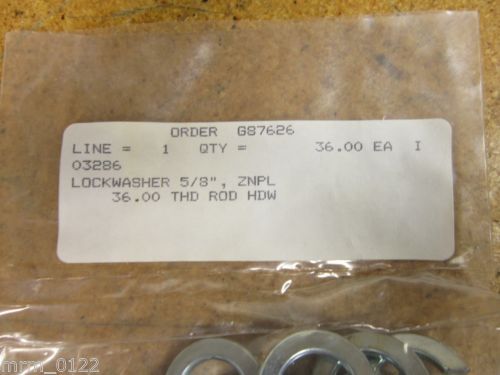 ORDER G87626
LINE = 1 QTY = 36.00 EA I
03286
LOCKWASHER 5/8", ZNPL
36.00 THD ROD HDW
mrm_0122